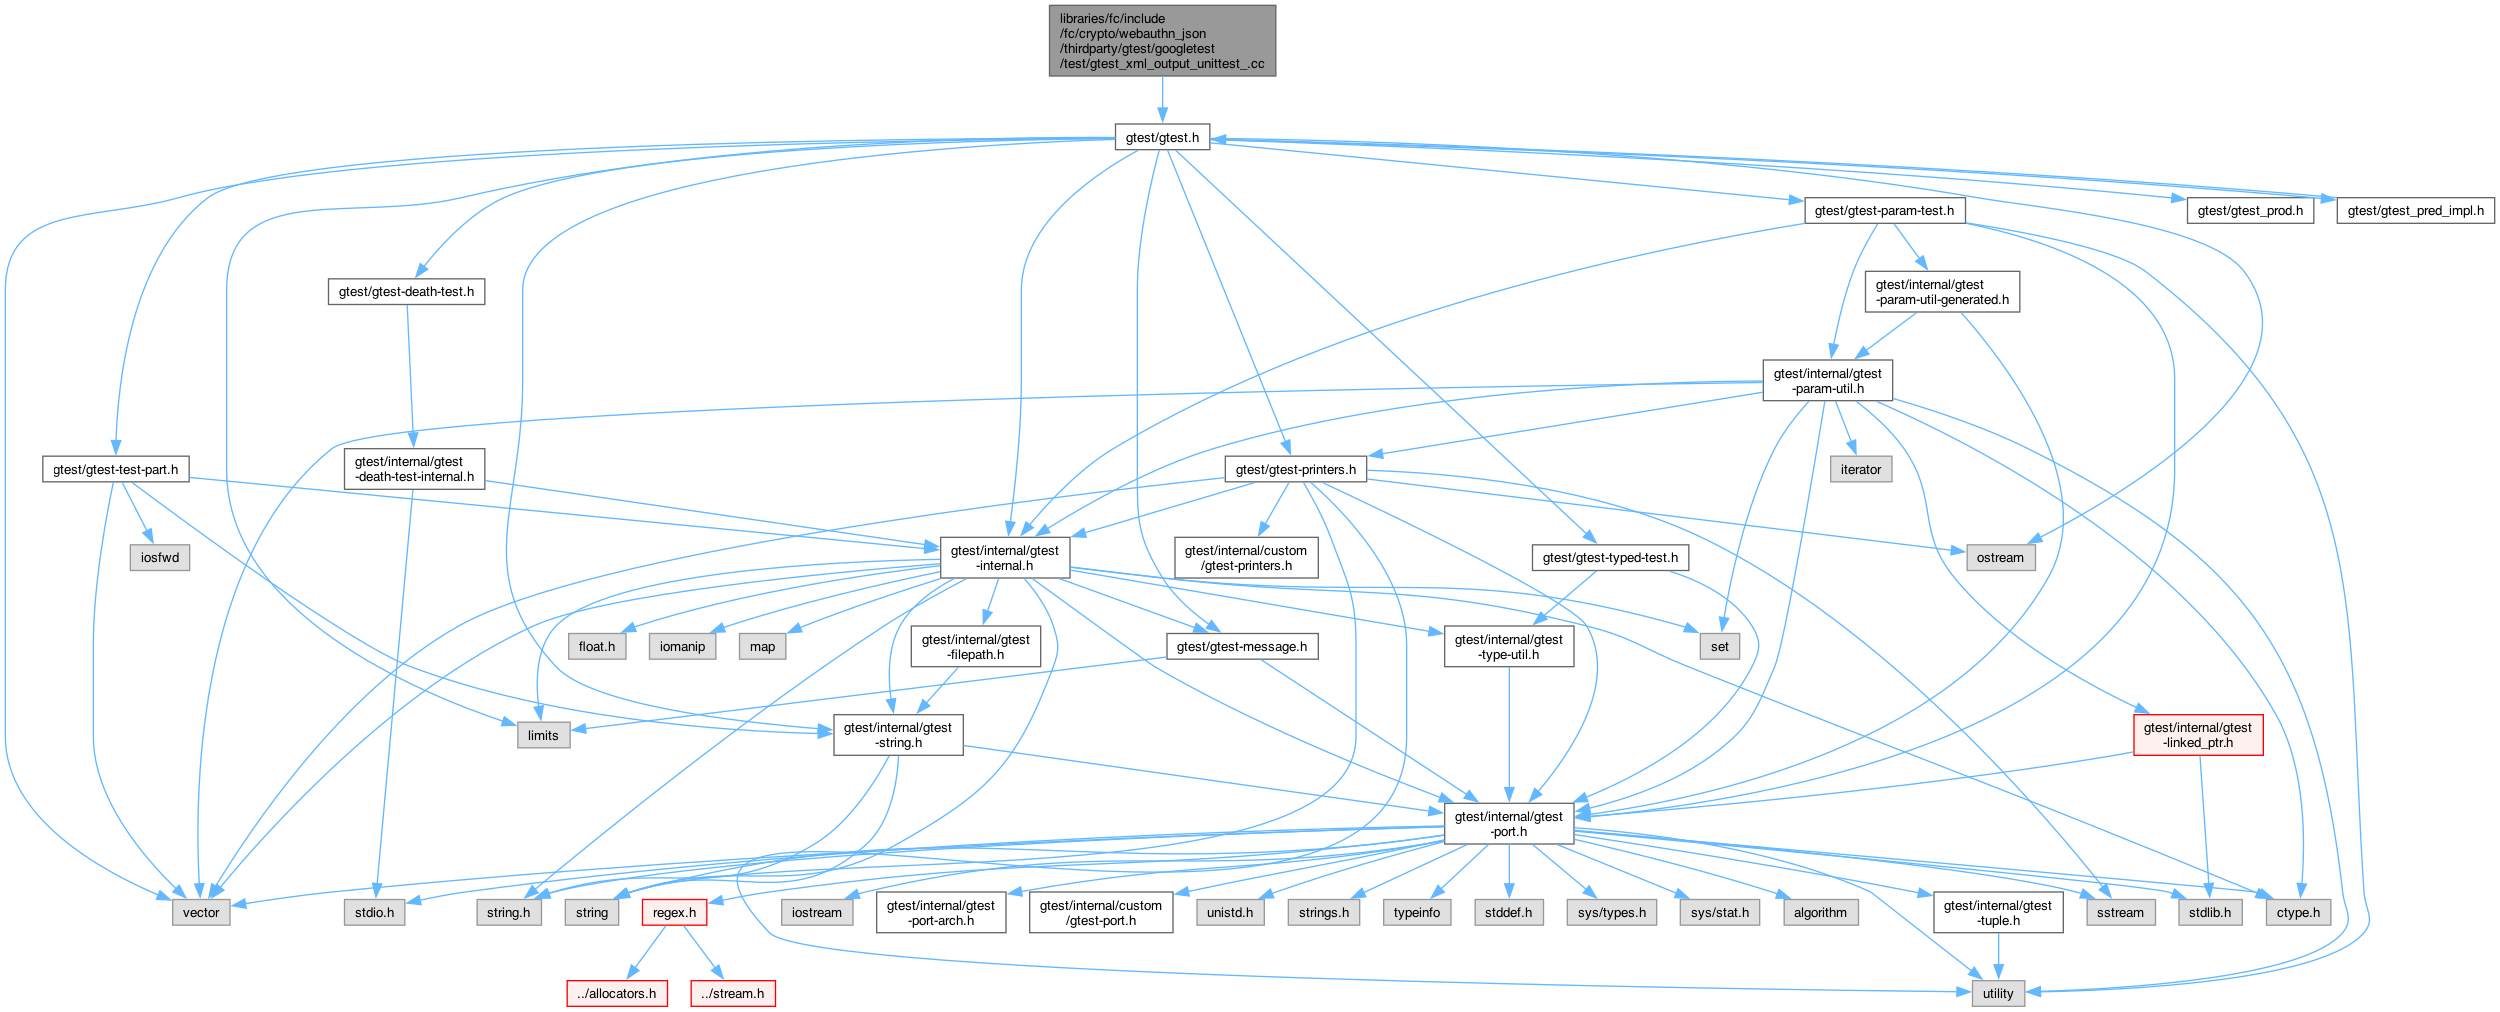 libraries/fc/include
/fc/crypto/webauthn_json
/thirdparty/gtest/googletest
/test/gtest_xml_output_unittest_.cc
gtest/gtest.h
gtest/gtest-param-test.h
gtest/gtest_prod.h
gtest/gtest_pred_impl.h
gtest/gtest-death-test.h
gtest/internal/gtest
-param-util-generated.h
gtest/internal/gtest
-param-util.h
gtest/gtest-test-part.h
gtest/internal/gtest
-death-test-internal.h
gtest/gtest-printers.h
iterator
iosfwd
gtest/internal/gtest
-internal.h
gtest/internal/custom
/gtest-printers.h
gtest/gtest-typed-test.h
ostream
float.h
iomanip
map
gtest/internal/gtest
-filepath.h
gtest/gtest-message.h
gtest/internal/gtest
-type-util.h
set
limits
gtest/internal/gtest
-string.h
gtest/internal/gtest
-linked_ptr.h
gtest/internal/gtest
-port.h
vector
stdio.h
string.h
string
regex.h
iostream
gtest/internal/gtest
-port-arch.h
gtest/internal/custom
/gtest-port.h
unistd.h
strings.h
typeinfo
stddef.h
sys/types.h
sys/stat.h
algorithm
gtest/internal/gtest
-tuple.h
sstream
stdlib.h
ctype.h
../allocators.h
../stream.h
utility